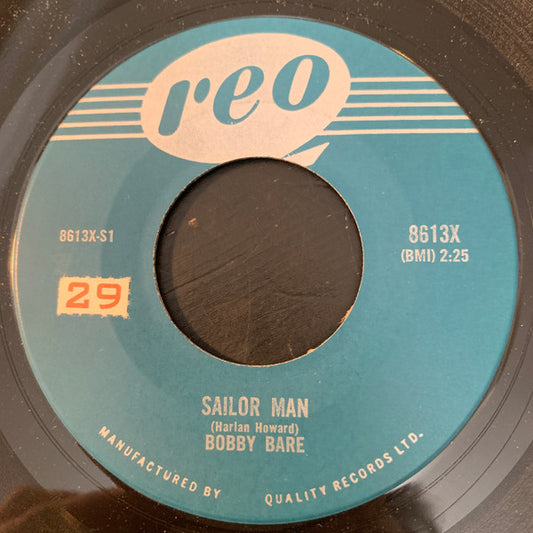 reo
8613X-S1
8613X
(BMI) 2:25
29
SAILOR MAN
(Harlan Howard)
BOBBY BARE
MANUFACTURED BY QUALITY RECORDS LTD.